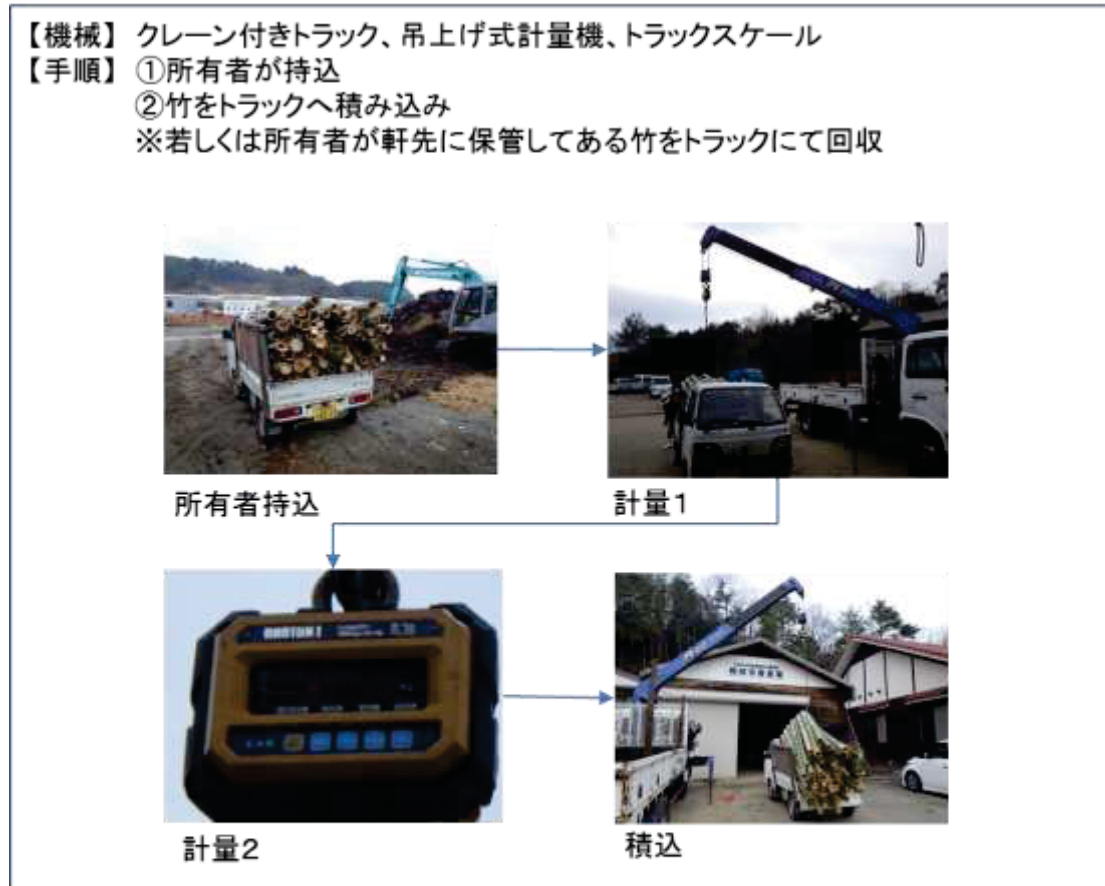 【機械】 クレーン付きトラック、吊上げ式計量機、トラックスケール
【手順】 ①所有者が持込
②竹をトラックへ積み込み
※若しくは所有者が軒先に保管してある竹をトラックにて回収
所有者持込
計量1
計量2
積込